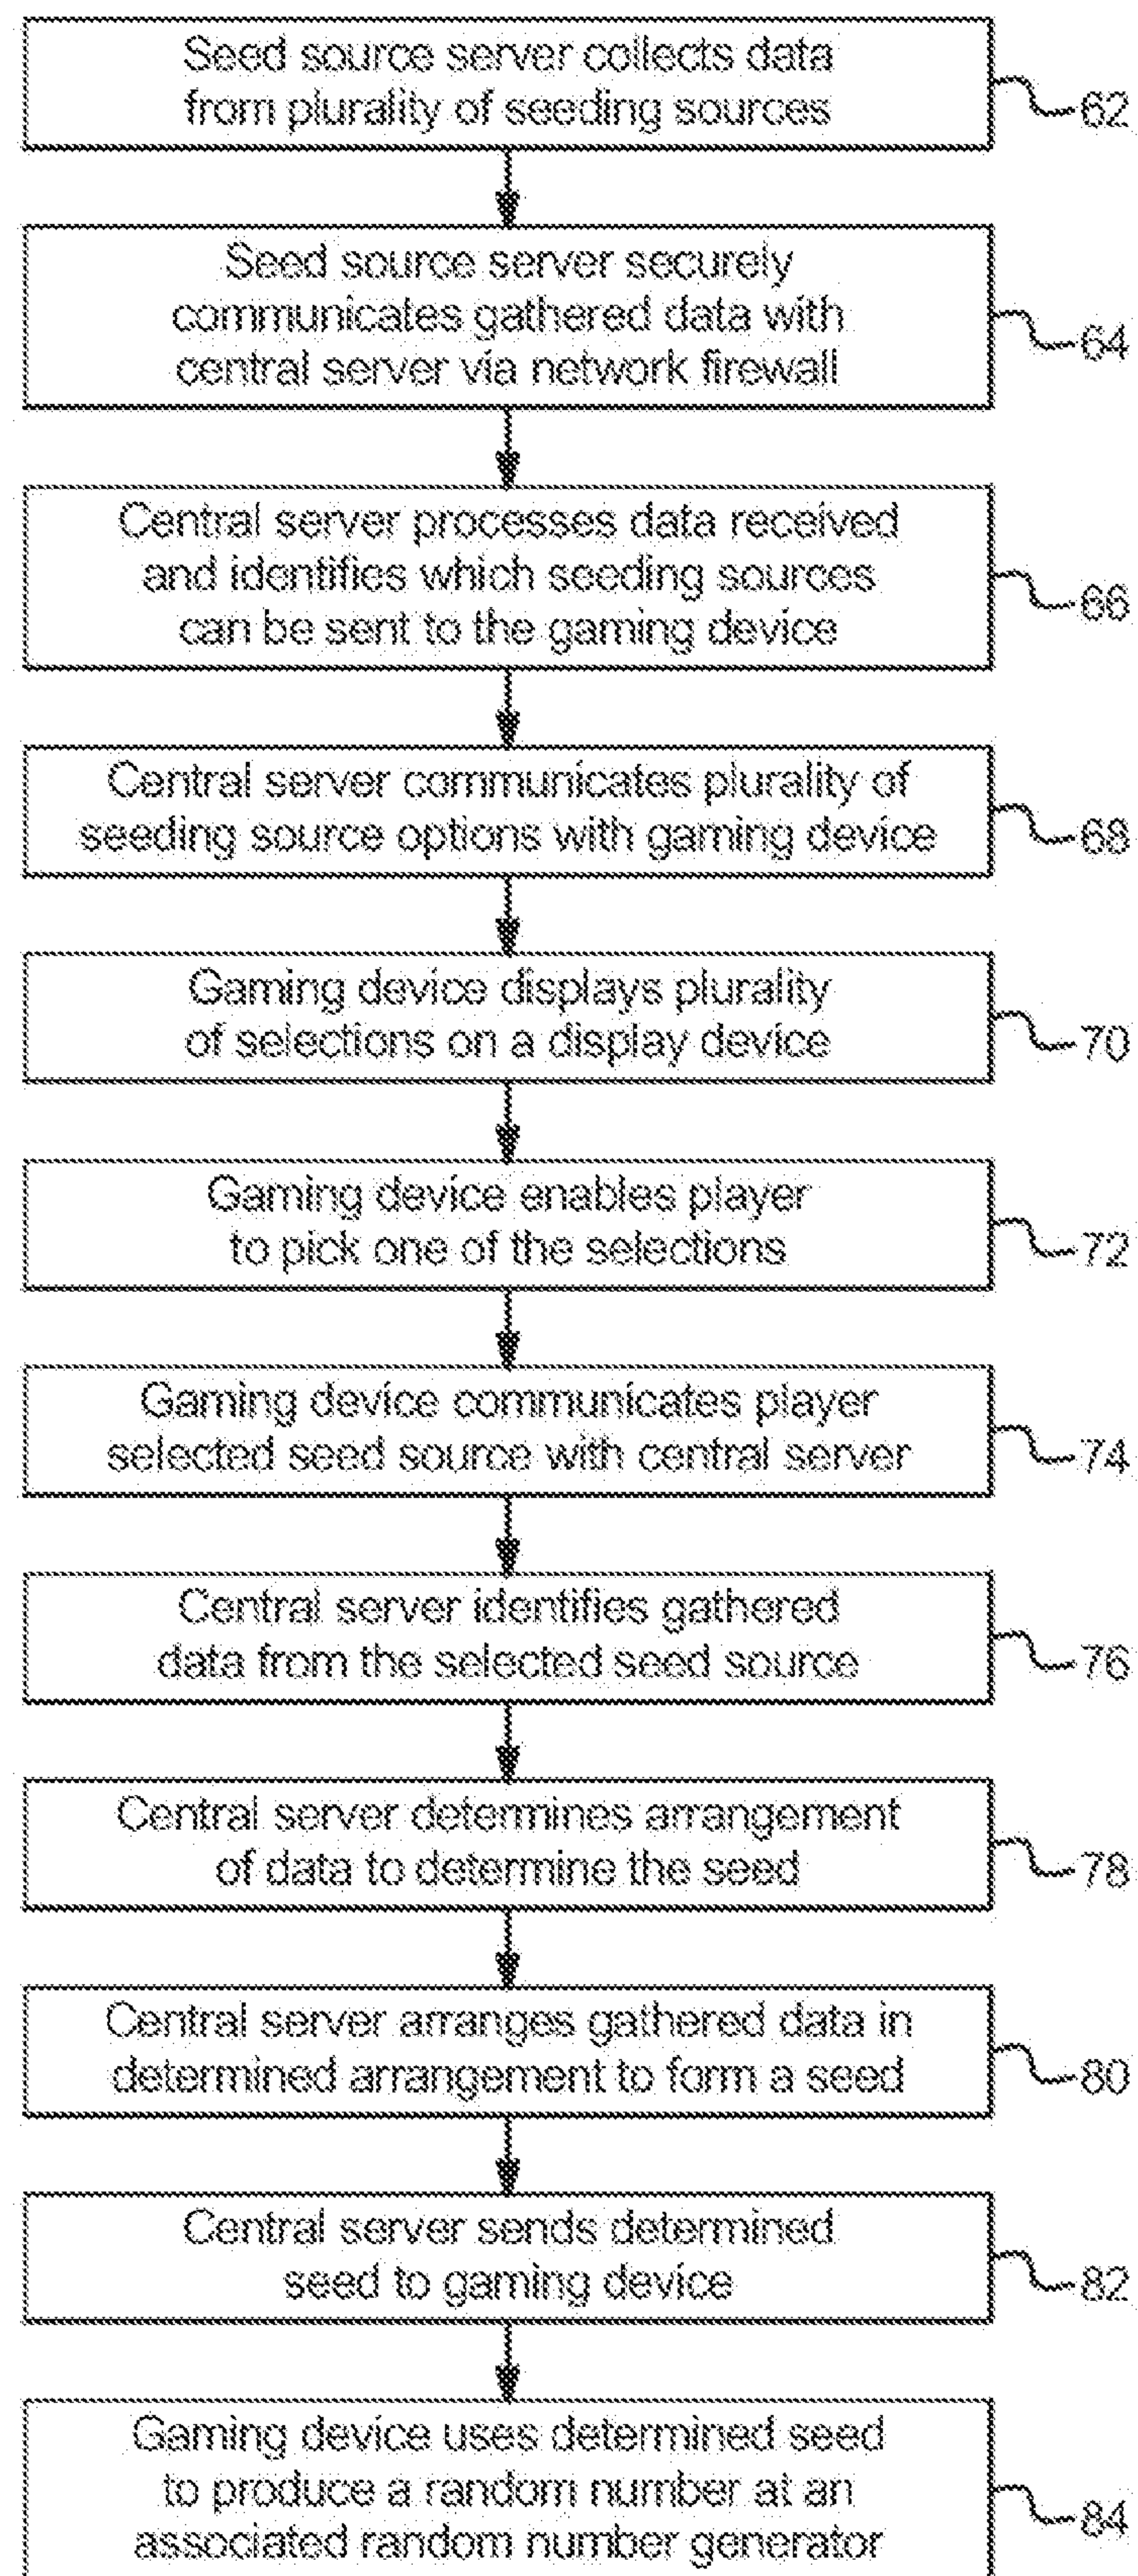 Seed source server collects data
from plurality of seeding sources
62
Seed source server securely
communicates gathered data with
central server via network firewall
64
Central server processes data received
and identifies which seeding sources
can be sent to the gaming device
66
Central server communicates plurality of
seeding source options with gaming device
68
Gaming device displays plurality
of selections on a display device
70
Gaming device enables player
to pick one of the selections
72
Gaming device communicates player
selected seed source with central server
74
Central server identifies gathered
data from the selected seed source
76
Central server determines arrangement
of data to determine the seed
78
Central server arranges gathered data in
determined arrangement to form a seed
80
Central server sends determined
seed to gaming device
82
Gaming device uses determined seed
to produce a random number at an
associated random number generator
84